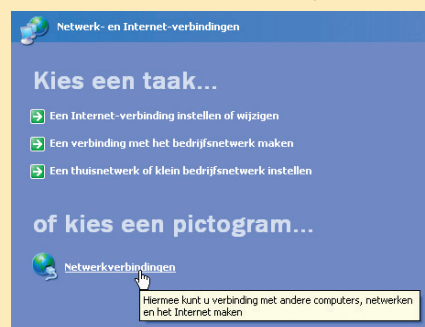 Netwerk- en Internet-verbindingen
Kies een taak...
Een Internet-verbinding instellen of wijzigen
Een verbinding met het bedrijfsnetwerk maken
Een thuisnetwerk of klein bedrijfsnetwerk instellen
of kies een pictogram...
Netwerkverbindingen
Hiermee kunt u verbinding met andere computers, netwerken
en het Internet maken